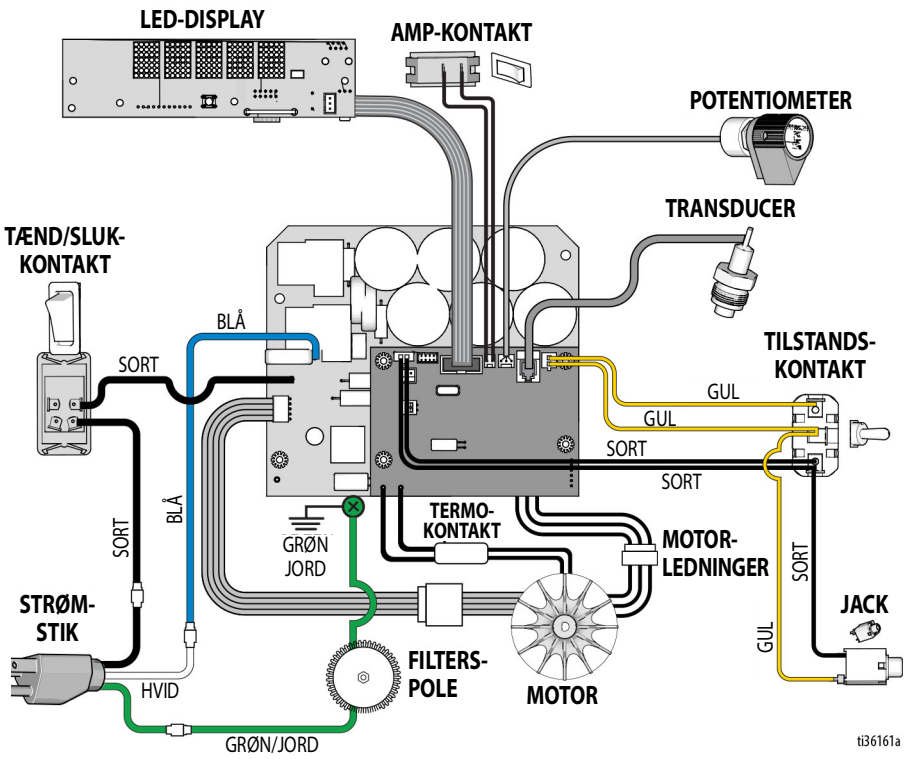 LED-DISPLAY
AMP-KONTAKT
POTENTIOMETER
TRANSDUCER
TÆND/SLUK-
KONTAKT
BLÅ
SORT
TILSTANDS-
KONTAKT
GUL
GUL
SORT
SORT
SORT
BLÅ
GRØN
JORD
TERMO-
KONTAKT
MOTOR-
LEDNINGER
SORT
GUL
JACK
STRØM-
STIK
HVID
GRØN/JORD
FILTERS-
POLE
MOTOR
ti36161a